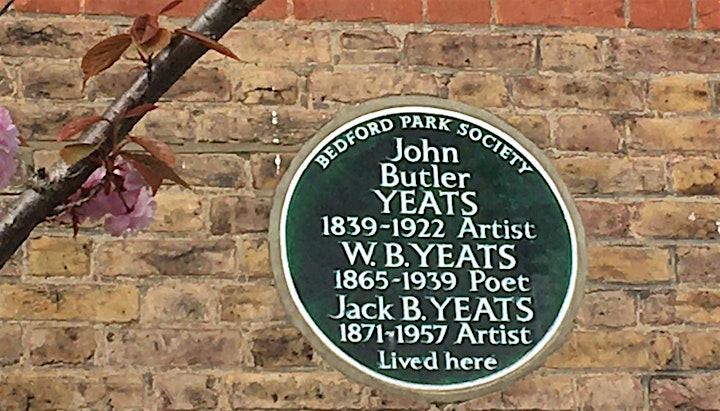 BEDFORD PARK SOCIETY
John
Butler
YEATS
1839-1922 Artist
W. B. YEATS
1865-1939 Poet
Jack B. YEATS
1871-1957 Artist
Lived here